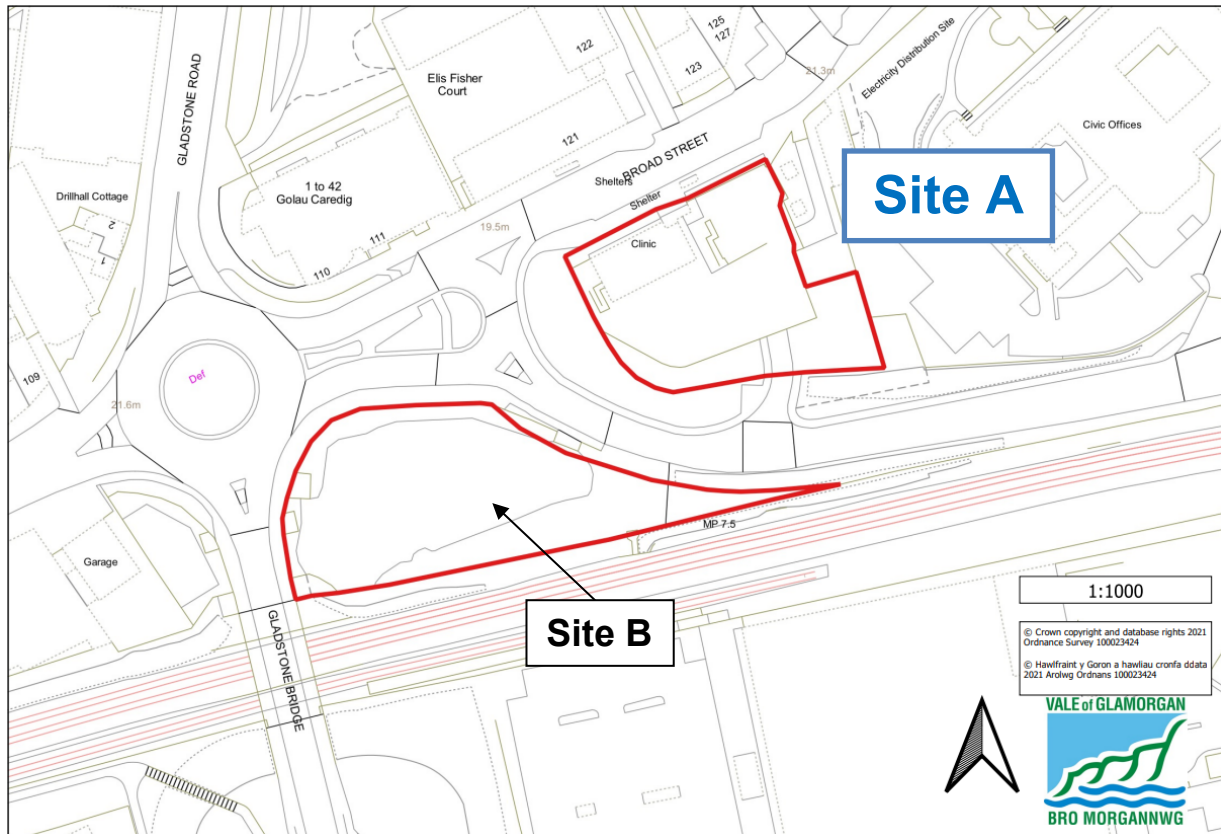 GLADSTONE ROAD
Elis Fisher
Court
122
125
127
123
121
21.3m
Electricity Distribution Site
Civic Offices
Site A
BROAD STREET
Shelters
Shelter
Drillhall Cottage
2
1
1 to 42
Golau Caredig
111
110
19.5m
Clinic
109
Def
21.6m
Garage
GLADSTONE BRIDGE
MP 7.5
Site B
1:1000
© Crown copyright and database rights 2021
Ordnance Survey 100023424
© Hawlfraint y Goron a hawliau cronfa ddata
2021 Arolwg Ordnans 100023424
VALE of GLAMORGAN
BRO MORGANNWG